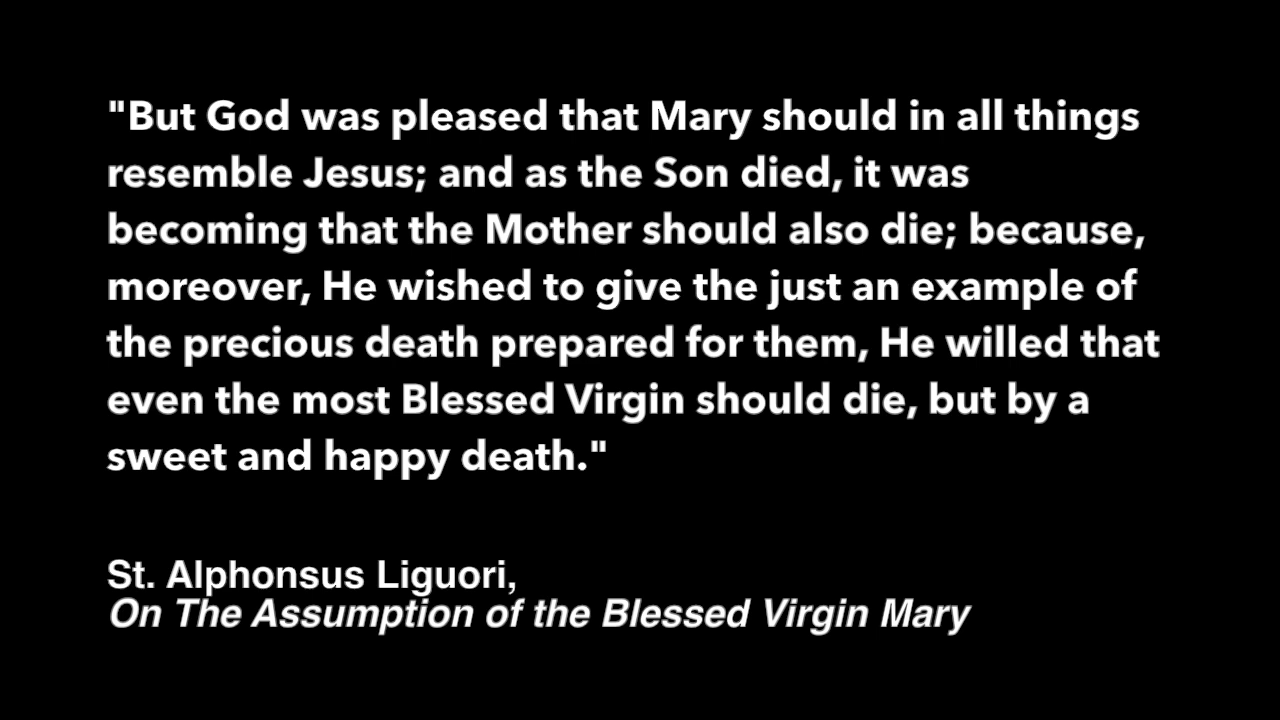 "But God was pleased that Mary should in all things
resemble Jesus; and as the Son died, it was
becoming that the Mother should also die; because,
moreover, He wished to give the just an example of
the precious death prepared for them, He willed that
even the most Blessed Virgin should die, but by a
sweet and happy death."
St. Alphonsus Liguori,
On The Assumption of the Blessed Virgin Mary